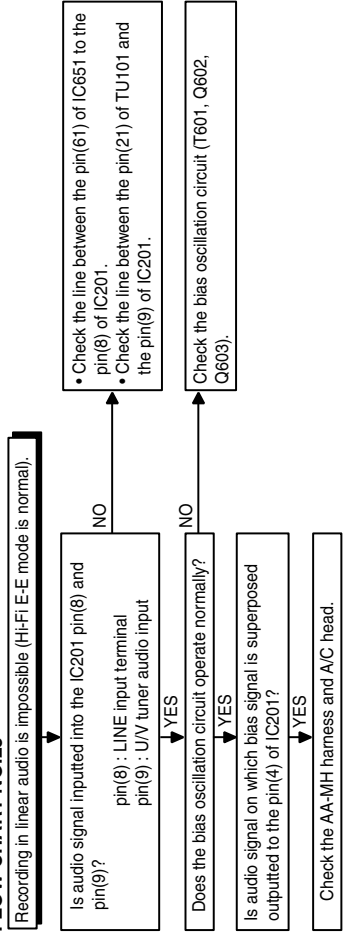 Recording in linear audio is impossible (Hi-Fi E-E mode is normal).
Is audio signal inputted into the IC201 pin(8) and
pin(9)?
pin(8) : LINE input terminal
pin(9) : U/V tuner audio input
NO
• Check the line between the pin(61) of IC651 to the
pin(8) of IC201.
• Check the line between the pin(21) of TU101 and
the pin(9) of IC201.
YES
Does the bias oscillation circuit operate normally?
NO
Check the bias oscillation circuit (T601, Q602,
Q603).
YES
Is audio signal on which bias signal is superposed
outputted to the pin(4) of IC201?
YES
Check the AA-MH harness and A/C head.